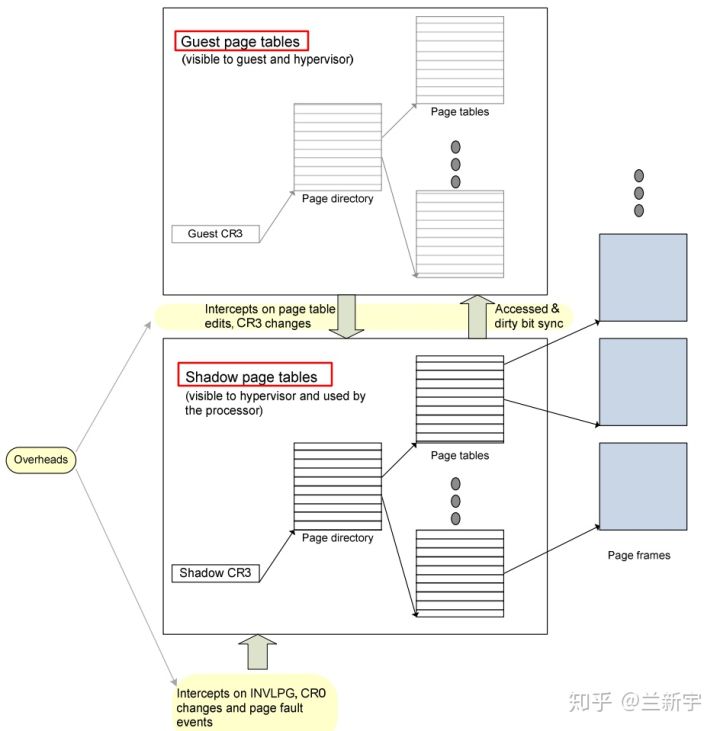 Guest page tables
(visible to guest and hypervisor)
Page tables
Page directory
Guest CR3
Intercepts on page table
edits, CR3 changes
Accessed &
dirty bit sync
Shadow page tables
(visible to hypervisor and used by
the processor)
Page tables
Overheads
Page directory
Shadow CR3
Page frames
Intercepts on INVLPG, CR0
changes and page fault
events
知乎 @兰新宇